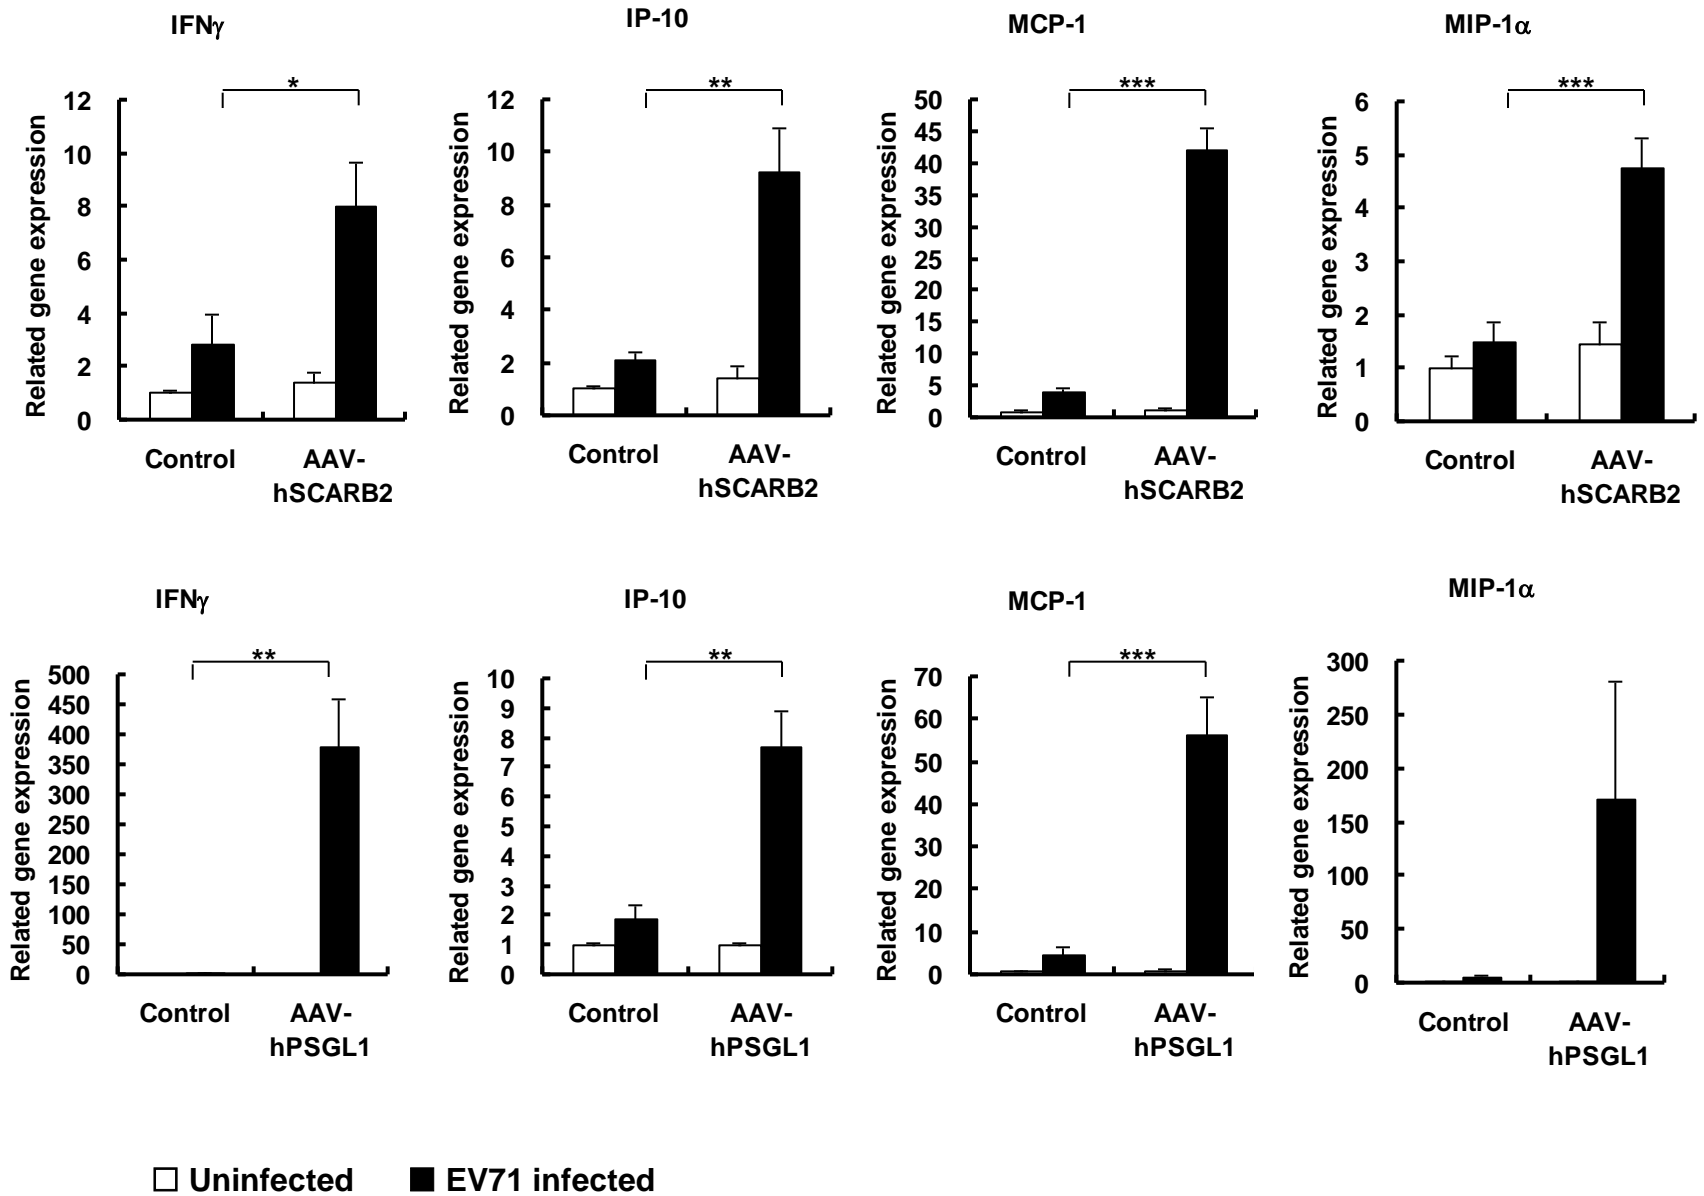 IFNγ
IP-10
MCP-1
MIP-1α
*
**
***
***
Related gene expression
12
10
8
6
4
2
0
Control
AAV-
hSCARB2
Related gene expression
12
10
8
6
4
2
0
Control
AAV-
hSCARB2
Related gene expression
50
45
40
35
30
25
20
15
10
5
0
Control
AAV-
hSCARB2
Related gene expression
6
5
4
3
2
1
0
Control
AAV-
hSCARB2
IFNγ
IP-10
MCP-1
MIP-1α
**
**
***
Related gene expression
500
450
400
350
300
250
200
150
100
50
0
Control
AAV-
hPSGL1
Related gene expression
10
9
8
7
6
5
4
3
2
1
0
Control
AAV-
hPSGL1
Related gene expression
70
60
50
40
30
20
10
0
Control
AAV-
hPSGL1
Related gene expression
300
250
200
150
100
50
0
Control
AAV-
hPSGL1
Uninfected
EV71 infected